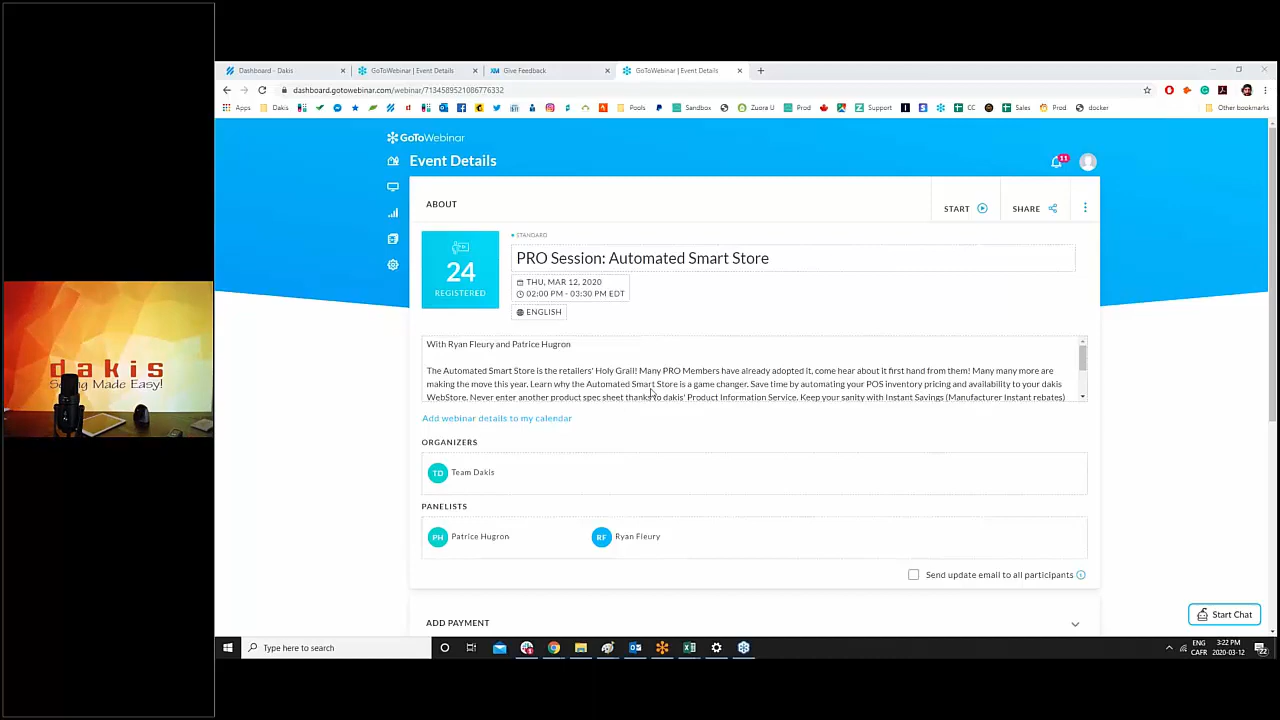 Dashboard - Dakis
GoToWebinar | Event Details
Give Feedback
GoToWebinar | Event Details
dashboard.gotowebinar.com/webinar/7134589521086776332
Apps
Dakis
Pools
Sandbox
Zuora U
Prod
Support
CC
Sales
Prod
docker
Other bookmarks
GoToWebinar
Event Details
11
ABOUT
START
SHARE
STANDARD
24
REGISTERED
PRO Session: Automated Smart Store
THU, MAR 12, 2020
02:00 PM - 03:30 PM EDT
ENGLISH
With Ryan Fleury and Patrice Hugron
The Automated Smart Store is the retailers' Holy Grail! Many PRO Members have already adopted it, come hear about it first hand from them! Many many more are
making the move this year. Learn why the Automated Smart Store is a game changer. Save time by automating your POS inventory pricing and availability to your dakis
WebStore. Never enter another product spec sheet thanks to dakis' Product Information Service. Keep your sanity with Instant Savings (Manufacturer Instant rebates)
Add webinar details to my calendar
ORGANIZERS
TD Team Dakis
PANELISTS
PH Patrice Hugron
RF Ryan Fleury
Send update email to all participants
ADD PAYMENT
Start Chat
Type here to search
ENG
CAFR
3:22 PM
2020-03-12
22
dakis
Selling Made Easy!